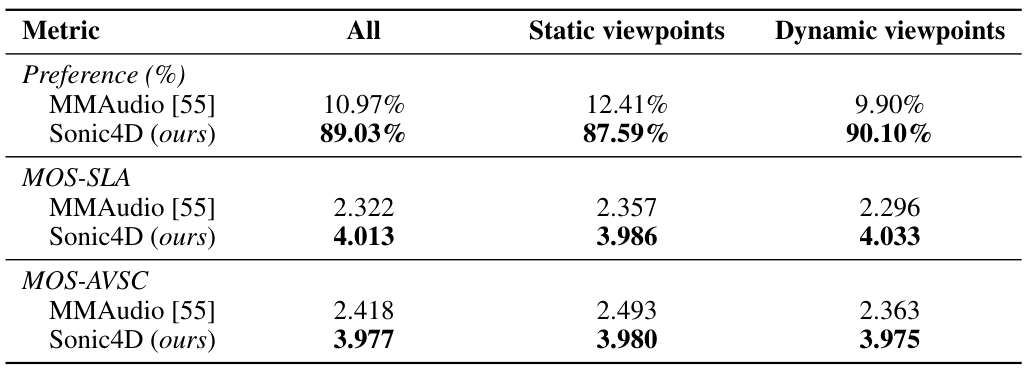 Metric All Static viewpoints Dynamic viewpoints
Preference (%)
MMAudio [55] 10.97% 12.41% 9.90%
Sonic4D (ours) 89.03% 87.59% 90.10%
MOS-SLA
MMAudio [55] 2.322 2.357 2.296
Sonic4D (ours) 4.013 3.986 4.033
MOS-AVSC
MMAudio [55] 2.418 2.493 2.363
Sonic4D (ours) 3.977 3.980 3.975